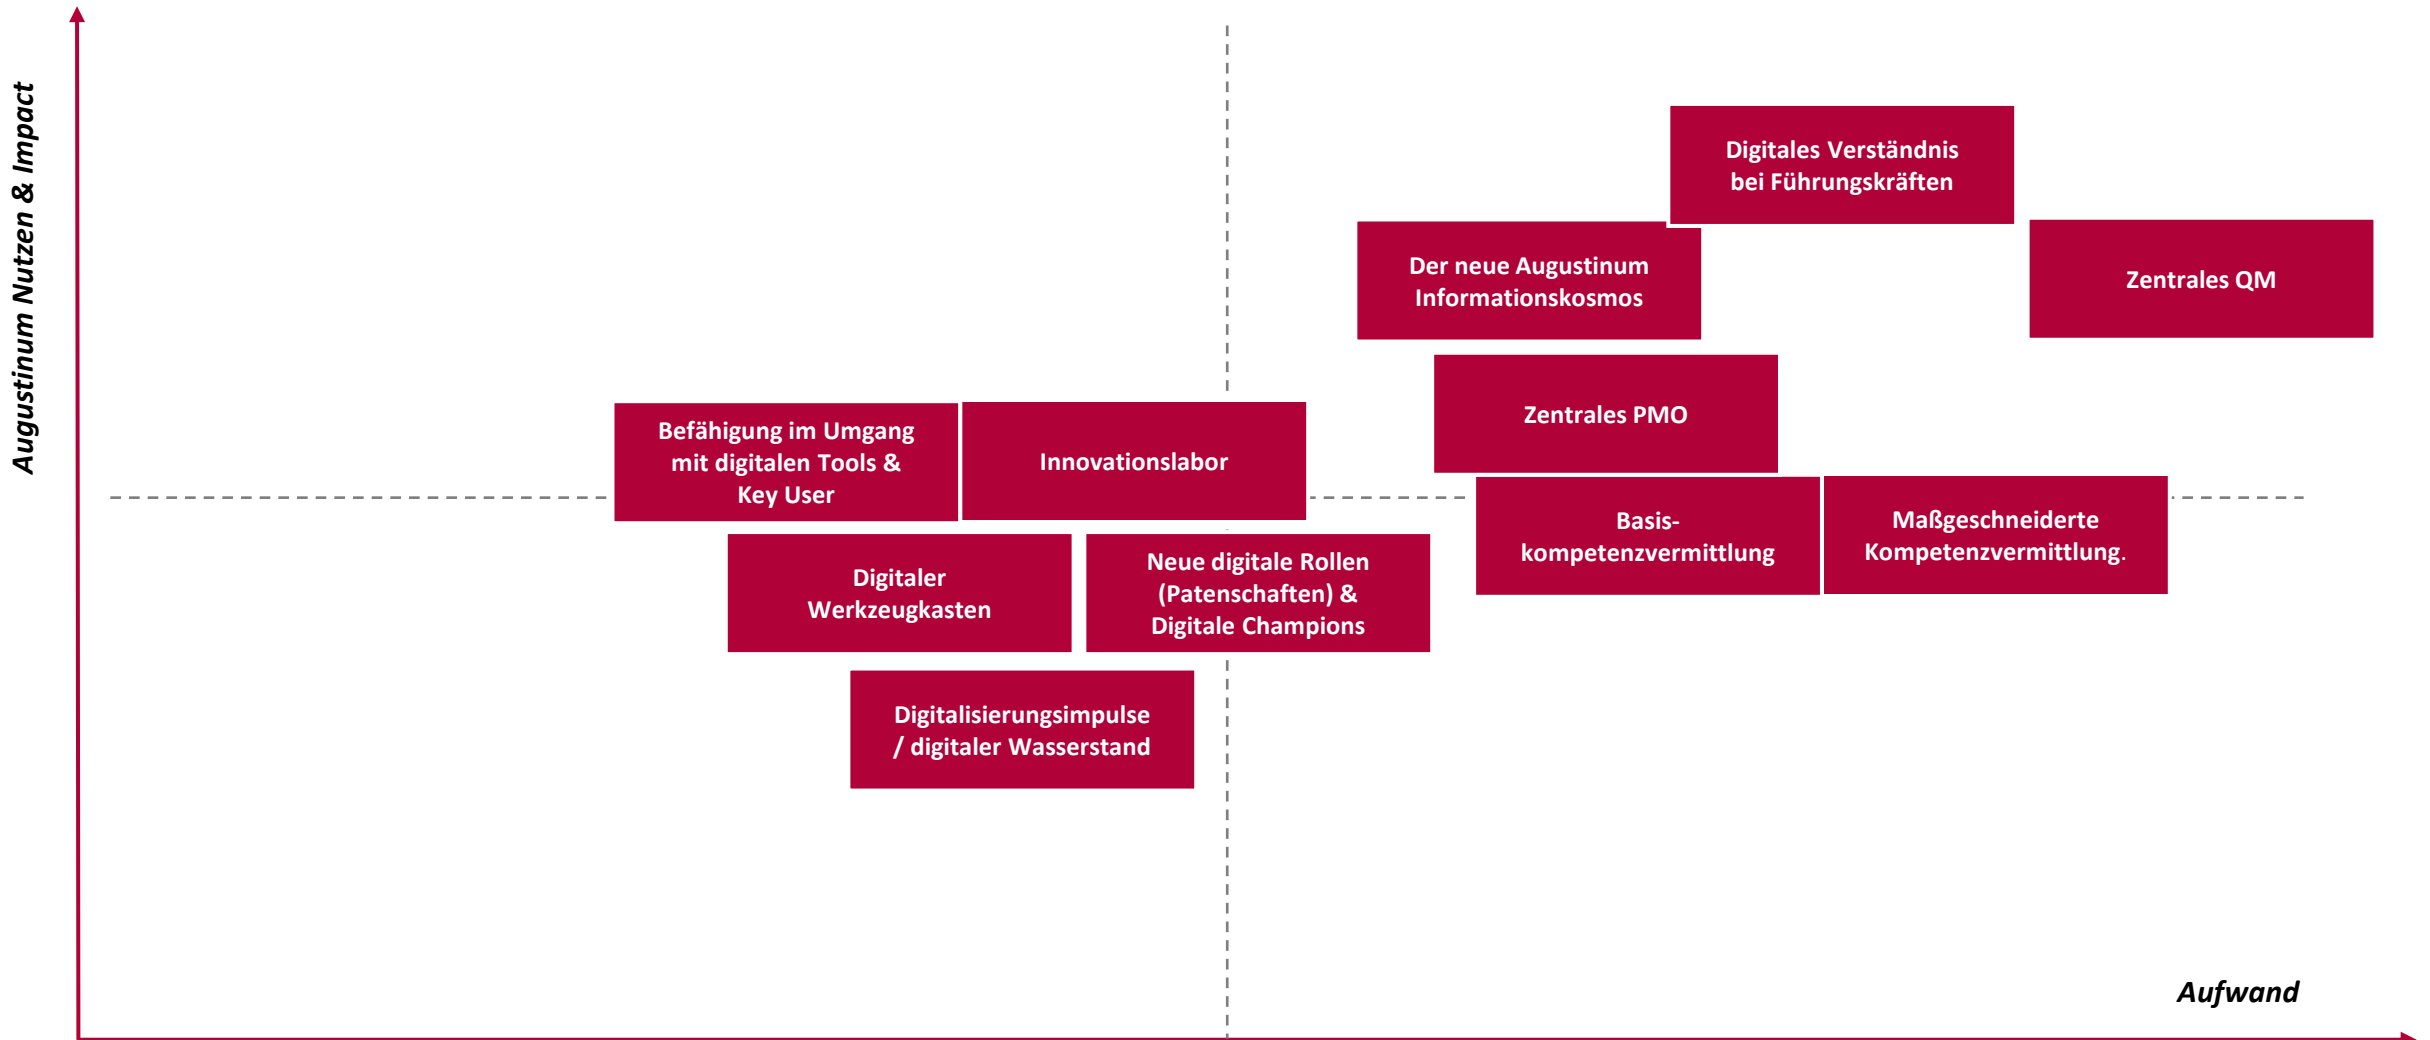 Augustinum Nutzen & Impact
Digitales Verständnis
bei Führungskräften
Der neue Augustinum
Informationskosmos
Zentrales QM
Zentrales PMO
Befähigung im Umgang
mit digitalen Tools &
Key User
Innovationslabor
Basis-
kompetenzvermittlung
Maßgeschneiderte
Kompetenzvermittlung.
Digitaler
Werkzeugkasten
Neue digitale Rollen
(Patenschaften) &
Digitale Champions
Digitalisierungsimpulse
/ digitaler Wasserstand
Aufwand